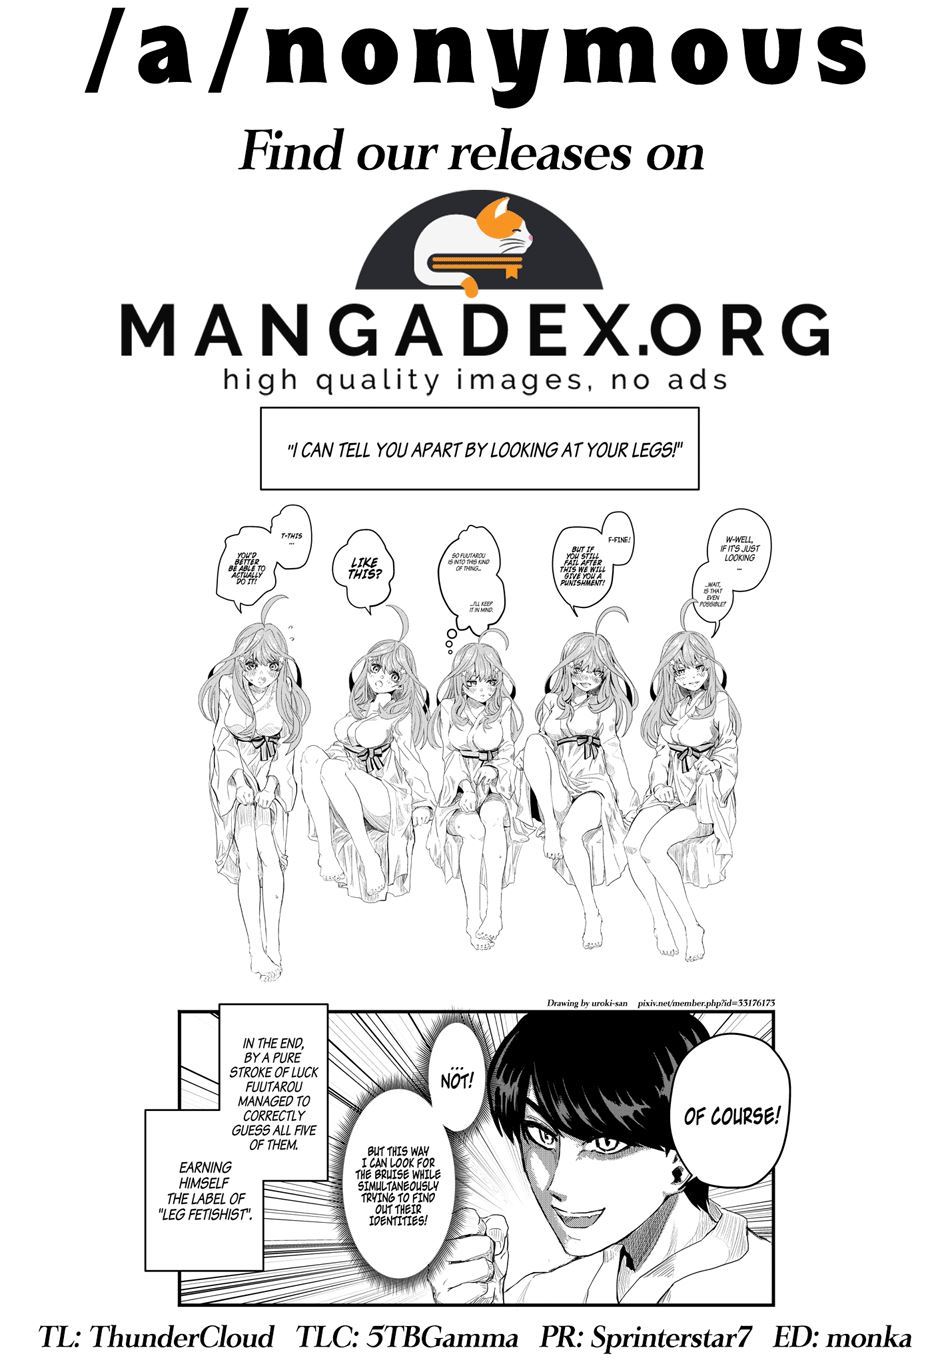 /a/nonymous
Find our releases on
MANGADEX.ORG
high quality images, no ads
"I CAN TELL YOU APART BY LOOKING AT YOUR LEGS!"
T-THIS
...
YOU'D
BETTER
BE ABLE TO
ACTUALLY
DO IT!
LIKE
THIS?
SO FUUTAROU
IS INTO THIS KIND
OF THING...
...I'LL KEEP
IT IN MIND.
F-FINE!
BUT IF
YOU STILL
FAIL AFTER
THIS WE WILL
GIVE YOU A
PUNISHMENT!
W-WELL,
IF IT'S JUST
LOOKING
...
...WAIT,
IS THAT
EVEN
POSSIBLE?
Drawing by uroki-san pixiv.net/member.php?id=33176173
OF COURSE!
...
NOT!
BUT THIS WAY
I CAN LOOK FOR
THE BRUISE WHILE
SIMULTANEOUSLY
TRYING TO FIND
OUT THEIR
IDENTITIES!
IN THE END,
BY A PURE
STROKE OF LUCK
FUUTAROU
MANAGED TO
CORRECTLY
GUESS ALL FIVE
OF THEM.
EARNING
HIMSELF
THE LABEL OF
"LEG FETISHIST".
TL: ThunderCloud TLC: 5TBGamma PR: Sprinterstar7 ED: monka